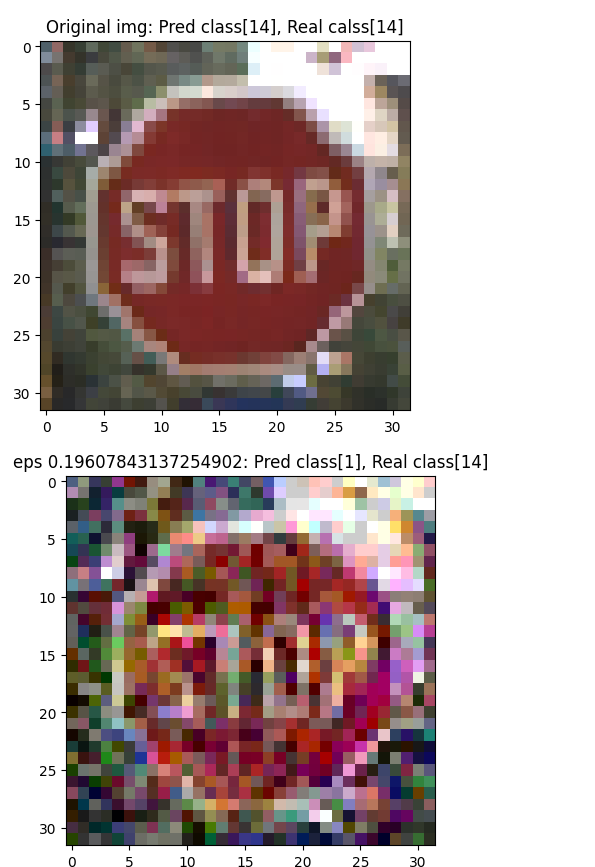 Original img: Pred class[14], Real calss[14]
0
5
10
15
20
25
30
STOP
0 5 10 15 20 25 30
eps 0.19607843137254902: Pred class[1], Real class[14]
0
5
10
15
20
25
30
0 5 10 15 20 25 30